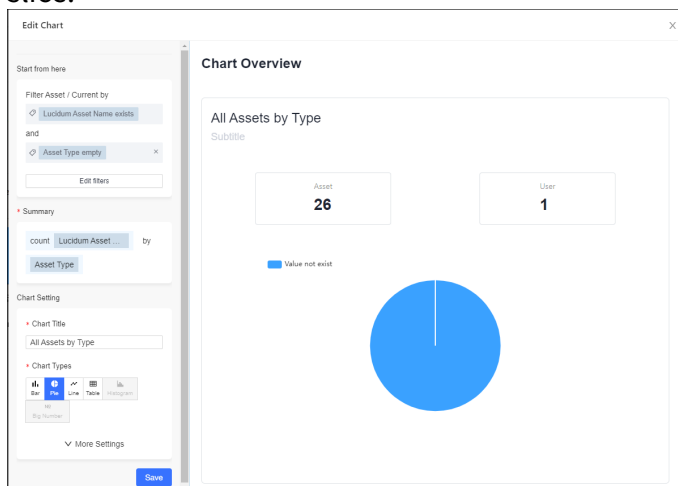 slice.
Edit Chart
Start from here
Filter Asset / Current by
Lucidum Asset Name exists
and
Asset Type empty ×
Edit filters
* Summary
count Lucidum Asset ... by
Asset Type
Chart Setting
* Chart Title
All Assets by Type
* Chart Types
Bar Pie Line Table Histogram
Big Number
More Settings
Save
Chart Overview
All Assets by Type
Subtitle
Asset
26
User
1
Value not exist